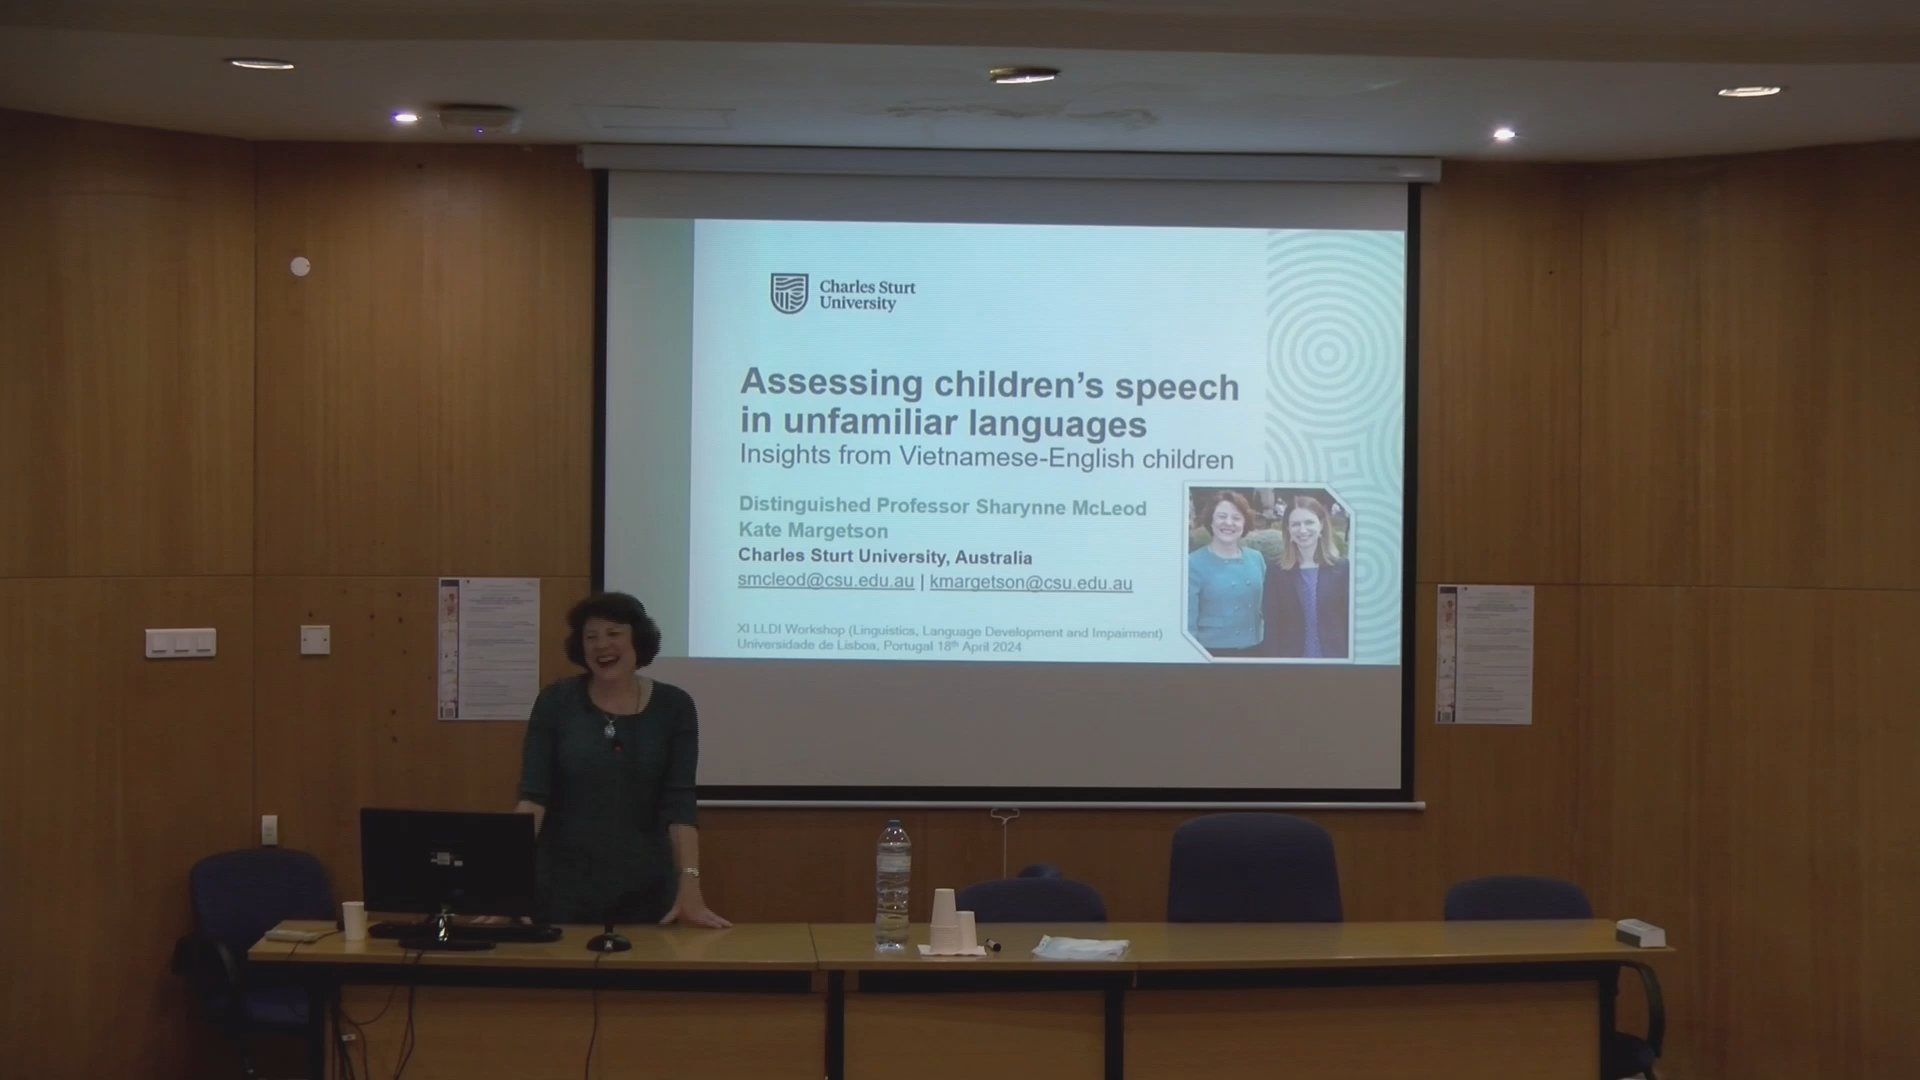 Charles Sturt
University
Assessing children's speech
in unfamiliar languages
Insights from Vietnamese-English children
Distinguished Professor Sharynne McLeod
Kate Margetson
Charles Sturt University, Australia
smcleod@csu.edu.au | kmargetson@csu.edu.au
XI LLDI Workshop (Linguistics, Language Development and Impairment)
Universidade de Lisboa, Portugal 18th April 2024